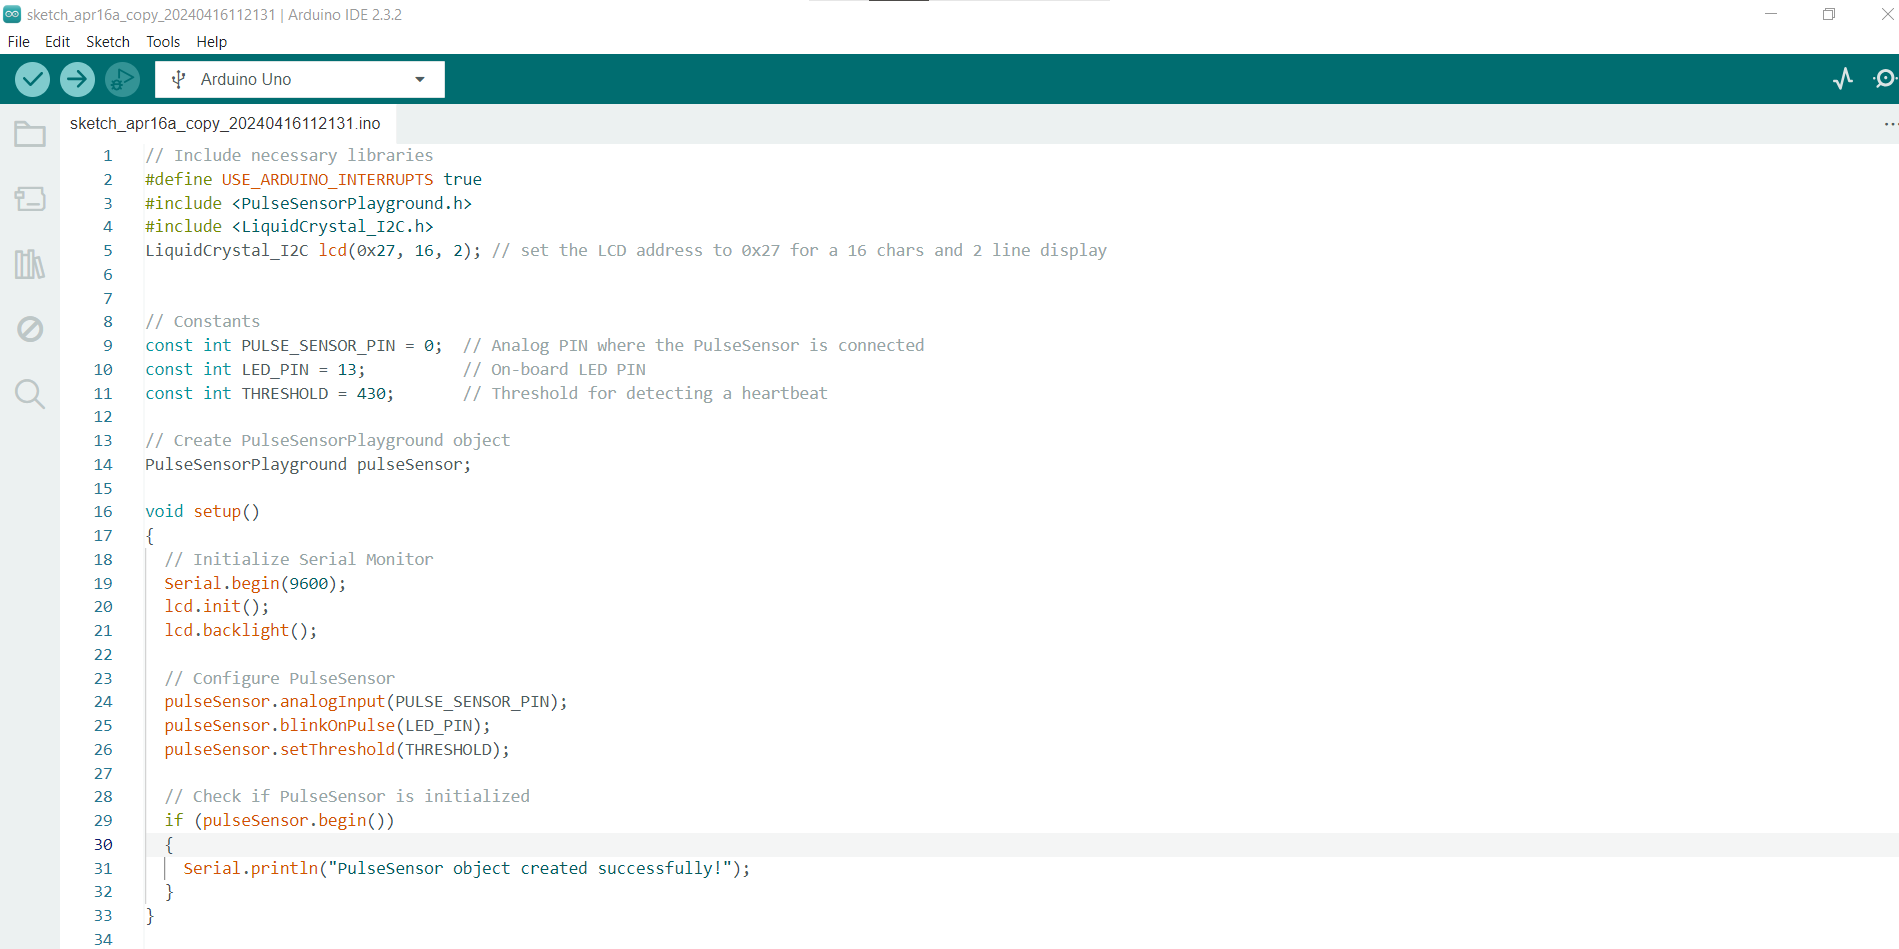 sketch_apr16a_copy_20240416112131 | Arduino IDE 2.3.2
File Edit Sketch Tools Help
Arduino Uno
sketch_apr16a_copy_20240416112131.ino
1 // Include necessary libraries
2 #define USE_ARDUINO_INTERRUPTS true
3 #include <PulseSensorPlayground.h>
4 #include <LiquidCrystal_I2C.h>
5 LiquidCrystal_I2C lcd(0x27, 16, 2); // set the LCD address to 0x27 for a 16 chars and 2 line display
6
7
8 // Constants
9 const int PULSE_SENSOR_PIN = 0;  // Analog PIN where the PulseSensor is connected
10 const int LED_PIN = 13;          // On-board LED PIN
11 const int THRESHOLD = 430;       // Threshold for detecting a heartbeat
12
13 // Create PulseSensorPlayground object
14 PulseSensorPlayground pulseSensor;
15
16 void setup()
17 {
18   // Initialize Serial Monitor
19   Serial.begin(9600);
20   lcd.init();
21   lcd.backlight();
22
23   // Configure PulseSensor
24   pulseSensor.analogInput(PULSE_SENSOR_PIN);
25   pulseSensor.blinkOnPulse(LED_PIN);
26   pulseSensor.setThreshold(THRESHOLD);
27
28   // Check if PulseSensor is initialized
29   if (pulseSensor.begin())
30   {
31     Serial.println("PulseSensor object created successfully!");
32   }
33 }
34